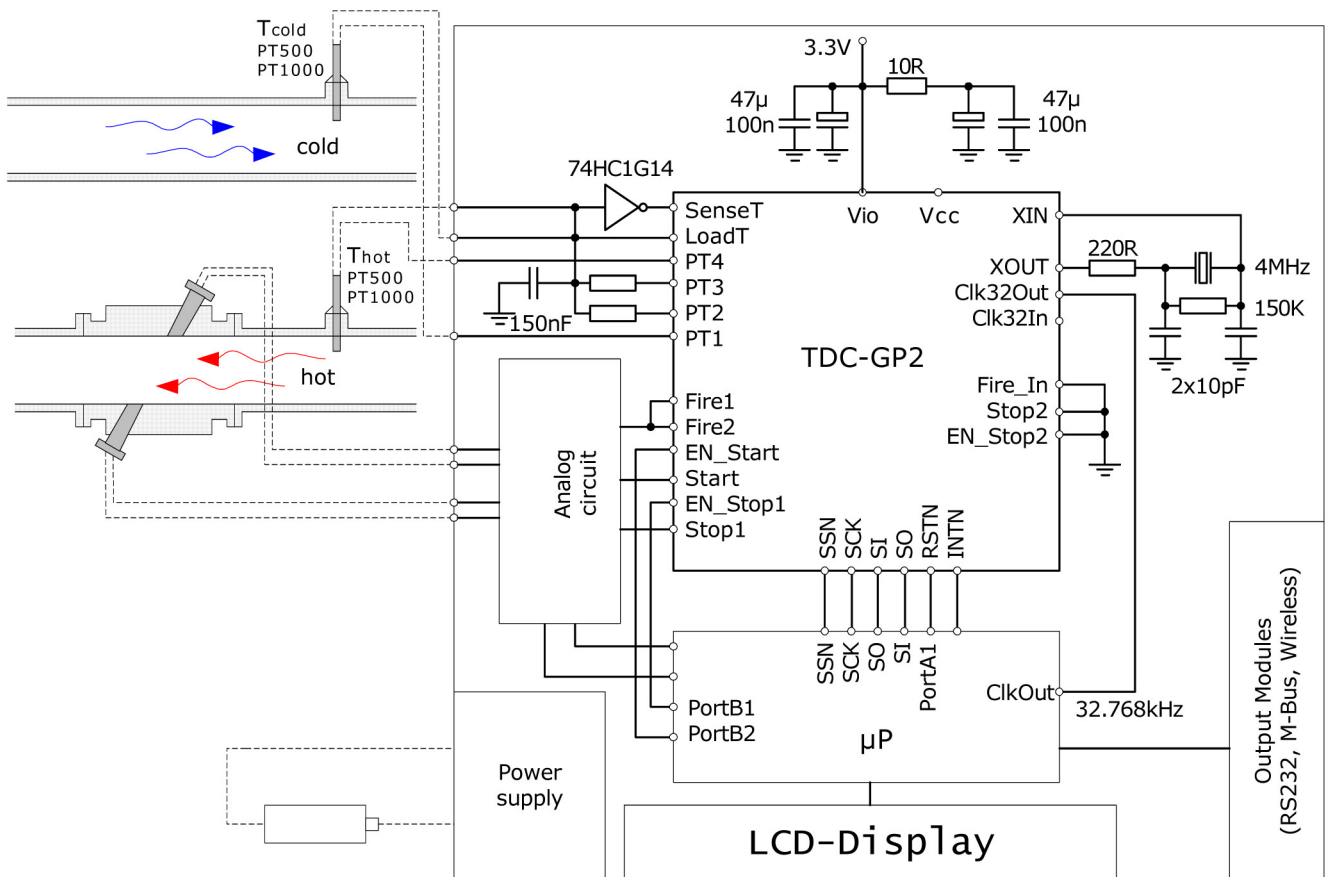 Tcold
PT500
PT1000
cold
Thot
PT500
PT1000
hot
3.3V
10R
47µ
100n
47µ
100n
74HC1G14
150nF
SenseT
LoadT
PT4
PT3
PT2
PT1
Fire1
Fire2
EN_Start
Start
EN_Stop1
Stop1
Vio
Vcc
XIN
XOUT
Clk32Out
Clk32In
Fire_In
Stop2
EN_Stop2
TDC-GP2
SSN
SCK
SI
SO
RSTN
INTN
220R
4MHz
150K
2x10pF
Analog
circuit
SSN
SCK
SO
SI
PortA1
PortB1
PortB2
ClkOut
µP
32.768kHz
Power
supply
LCD-Display
Output Modules
(RS232, M-Bus, Wireless)